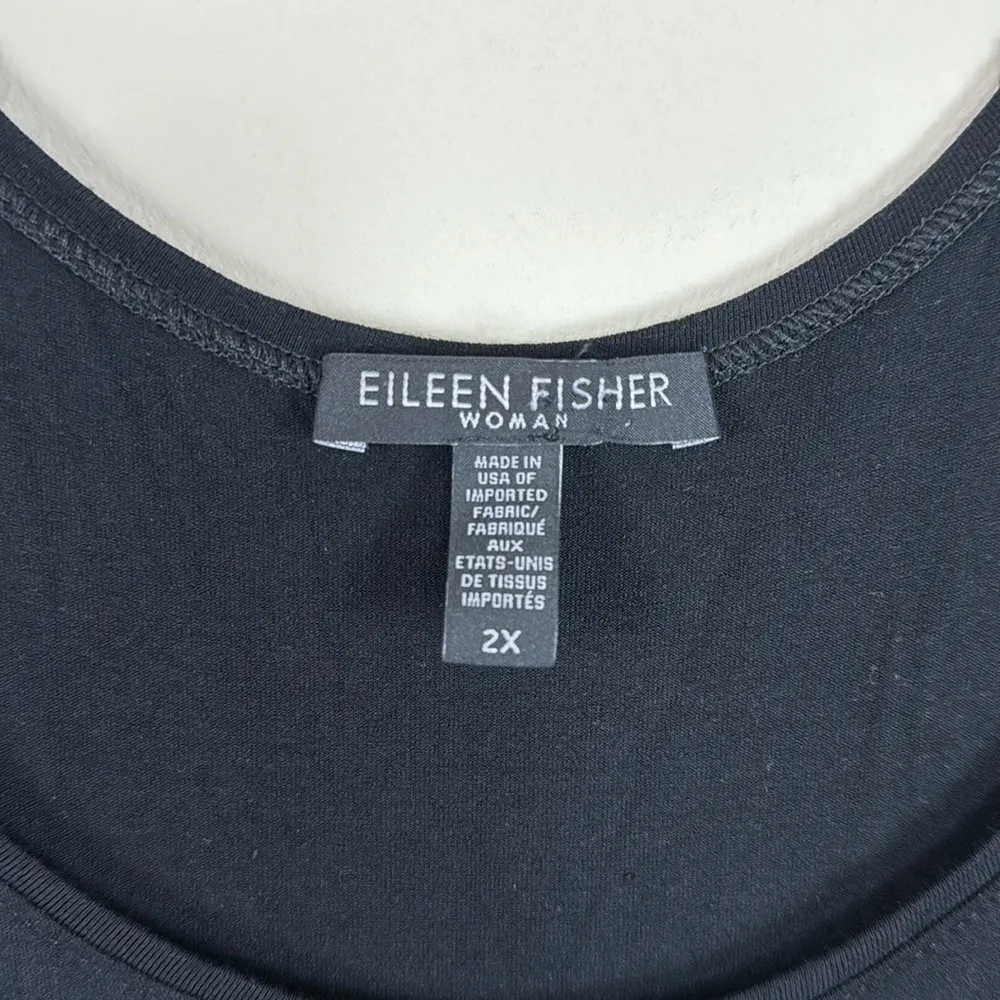 EILEEN FISHER
WOMAN
MADE IN
USA OF
IMPORTED
FABRIC/
FABRIQUÉ
AUX
ETATS-UNIS
DE TISSUS
IMPORTÉS
2X